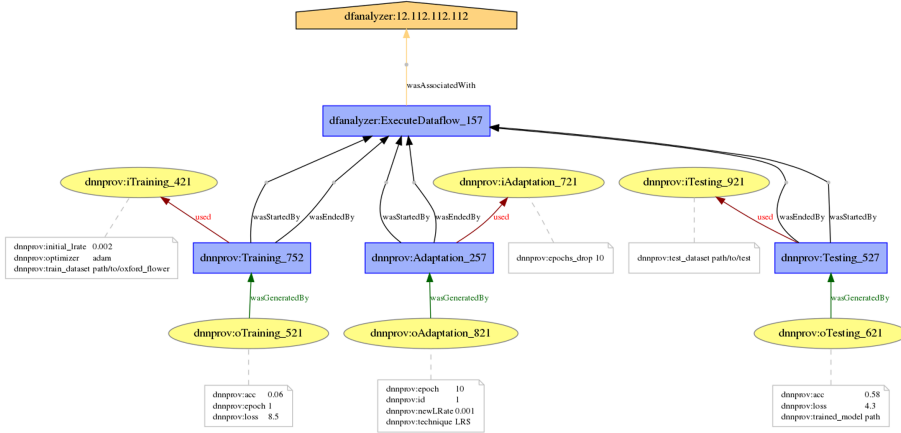 dfanalyzer:12.112.112.112
wasAssociatedWith
dfanalyzer:ExecuteDataflow_157
dnnprov:iTraining_421
dnnprov:iAdaptation_721
dnnprov:iTesting_921
used
wasStartedBy
wasEndedBy
wasStartedBy
wasEndedBy
used
used
wasEndedBy
wasStartedBy
dnnprov:initial_lrate 0.002
dnnprov:optimizer adam
dnnprov:train_dataset path/to/oxford_flower
dnnprov:Training_752
dnnprov:Adaptation_257
dnnprov:epochs_drop 10
dnnprov:test_dataset path/to/test
dnnprov:Testing_527
wasGeneratedBy
wasGeneratedBy
wasGeneratedBy
dnnprov:oTraining_521
dnnprov:oAdaptation_821
dnnprov:oTesting_621
dnnprov:acc 0.06
dnnprov:epoch 1
dnnprov:loss 8.5
dnnprov:epoch 10
dnnprov:id 1
dnnprov:newLRate 0.001
dnnprov:technique LRS
dnnprov:acc 0.58
dnnprov:loss 4.3
dnnprov:trained_model path